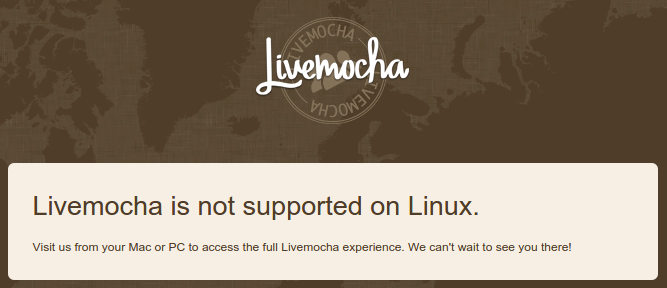 LIVEMOCHA
Livemocha
LIVEMOCHA
LIVEMOCHA
Livemocha is not supported on Linux.
Visit us from your Mac or PC to access the full Livemocha experience. We can't wait to see you there!